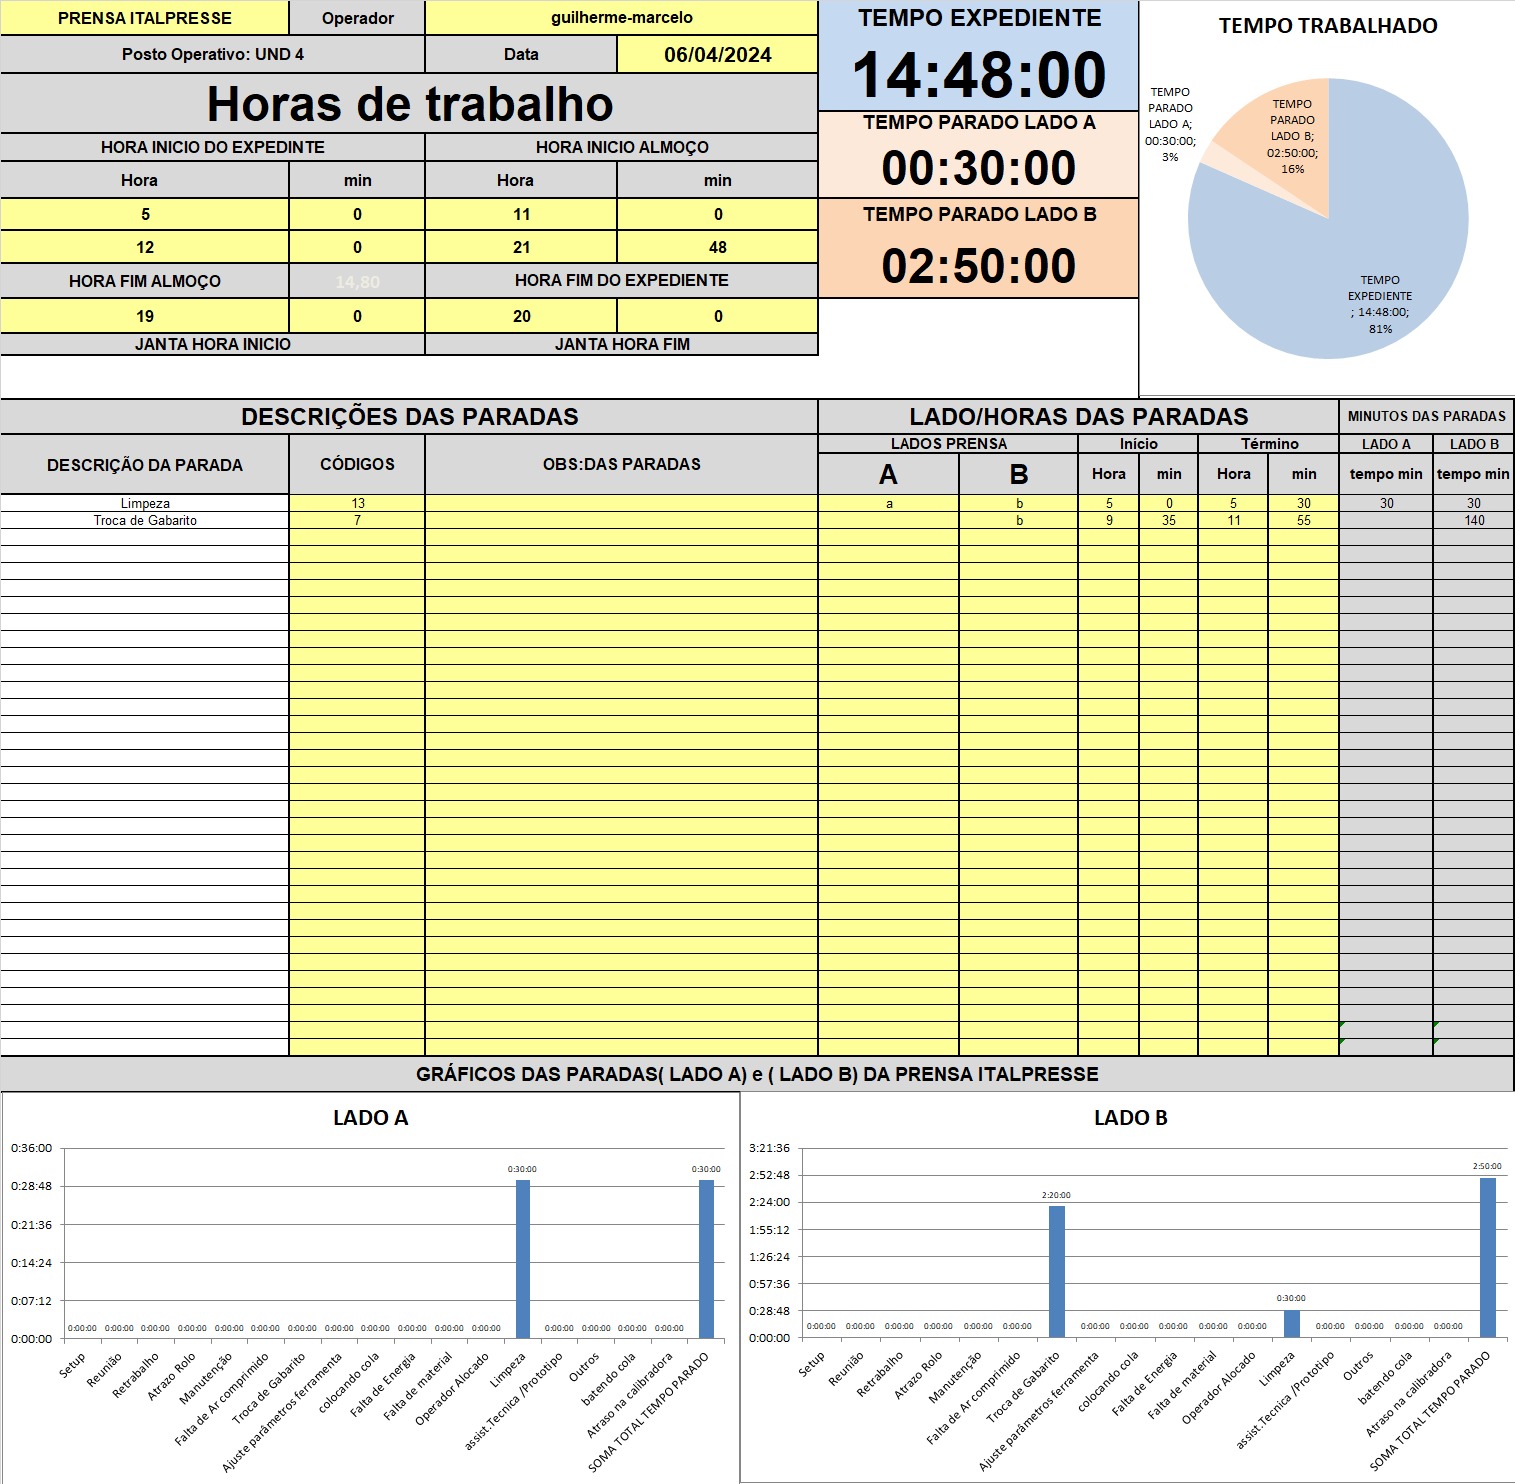 PRENSA ITALPRESSE Operador guilherme-marcelo
Posto Operativo: UND 4 Data 06/04/2024
Horas de trabalho
HORA INICIO DO EXPEDINTE HORA INICIO ALMOÇO
Hora min Hora min
5 0 11 0
12 0 21 48
HORA FIM ALMOÇO 14,80 HORA FIM DO EXPEDIENTE
19 0 20 0
JANTA HORA INICIO JANTA HORA FIM
TEMPO EXPEDIENTE
14:48:00
TEMPO PARADO LADO A
00:30:00
TEMPO PARADO LADO B
02:50:00
TEMPO TRABALHADO
TEMPO
PARADO
LADO A;
00:30:00;
3%
TEMPO
PARADO
LADO B;
02:50:00;
16%
TEMPO
EXPEDIENTE
; 14:48:00;
81%
DESCRIÇÕES DAS PARADAS LADO/HORAS DAS PARADAS MINUTOS DAS PARADAS
DESCRIÇÃO DA PARADA CÓDIGOS OBS:DAS PARADAS
LADOS PRENSA Início Término LADO A LADO B
A B Hora min Hora min tempo min tempo min
Limpeza 13 a b 5 0 5 30 30 30
Troca de Gabarito 7 b 9 35 11 55 140
GRÁFICOS DAS PARADAS( LADO A) e ( LADO B) DA PRENSA ITALPRESSE
LADO A
0:36:00
0:28:48
0:21:36
0:14:24
0:07:12
0:00:00
0:00:00 0:00:00 0:00:00 0:00:00 0:00:00 0:00:00 0:00:00 0:00:00 0:00:00 0:00:00 0:00:00 0:00:00 0:30:00 0:00:00 0:00:00 0:00:00 0:00:00 0:30:00
Setup
Reunião
Retrabalho
Atrazo Rolo
Manutenção
Falta de Ar comprimido
Troca de Gabarito
Ajuste parâmetros ferramenta
colocando cola
Falta de Energia
Falta de material
Operador Alocado
Limpeza
assist.Tecnica /Prototipo
Outros
batendo cola
Atraso na calibradora
SOMA TOTAL TEMPO PARADO
LADO B
3:21:36
2:52:48
2:24:00
1:55:12
1:26:24
0:57:36
0:28:48
0:00:00
0:00:00 0:00:00 0:00:00 0:00:00 0:00:00 0:00:00 2:20:00 0:00:00 0:00:00 0:00:00 0:00:00 0:00:00 0:30:00 0:00:00 0:00:00 0:00:00 0:00:00 2:50:00
Setup
Reunião
Retrabalho
Atrazo Rolo
Manutenção
Falta de Ar comprimido
Troca de Gabarito
Ajuste parâmetros ferramenta
colocando cola
Falta de Energia
Falta de material
Operador Alocado
Limpeza
assist.Tecnica /Prototipo
Outros
batendo cola
Atraso na calibradora
SOMA TOTAL TEMPO PARADO